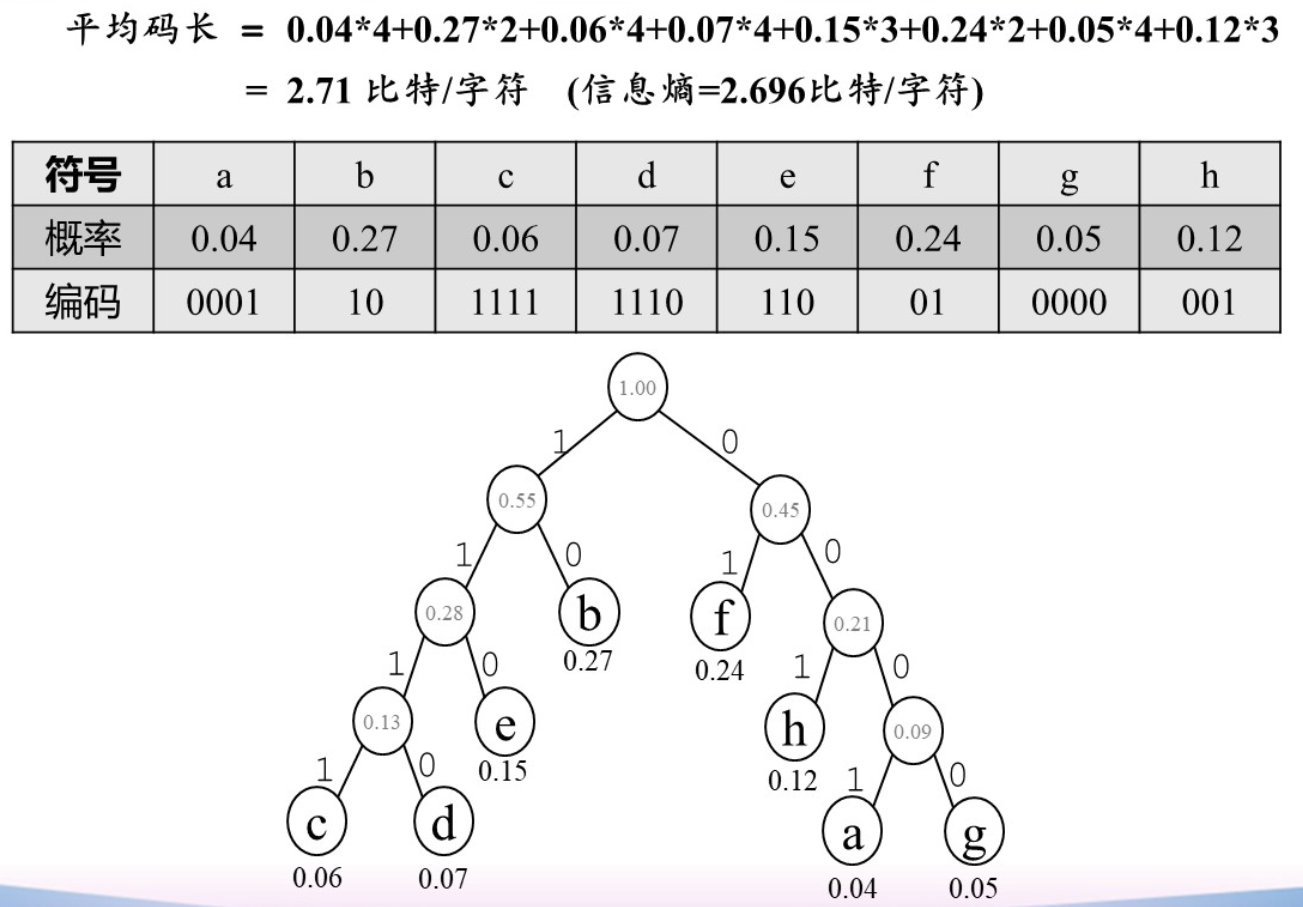 平均码长 = 0.04*4+0.27*2+0.06*4+0.07*4+0.15*3+0.24*2+0.05*4+0.12*3
= 2.71 比特/字符 (信息熵=2.696比特/字符)
符号 a b c d e f g h
概率 0.04 0.27 0.06 0.07 0.15 0.24 0.05 0.12
编码 0001 10 1111 1110 110 01 0000 001
1.00
1 0
0.55 0.45
1 0 1 0
0.28 b f 0.21
0.27 0.24
1 0 1 0
0.13 e h 0.09
0.15 0.12
1 0 1 0
c d a g
0.06 0.07 0.04 0.05